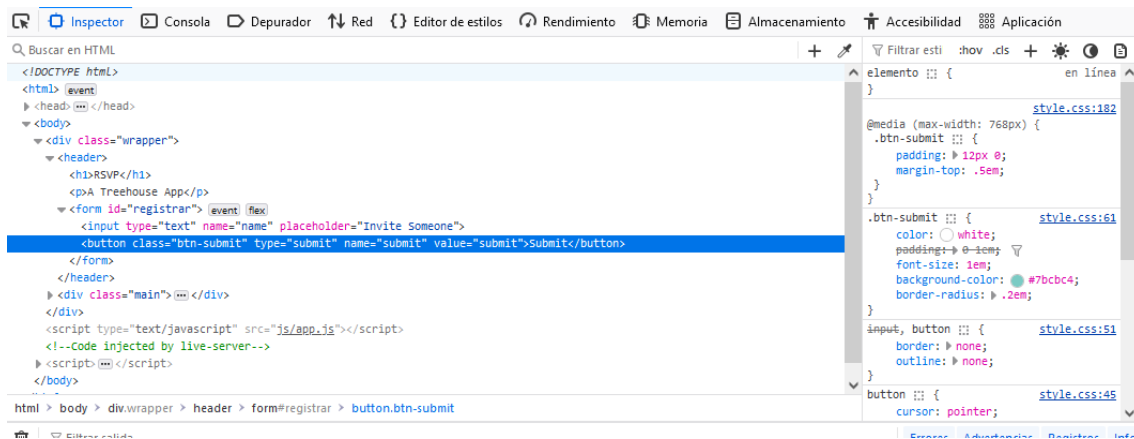 Inspector Consola Depurador Red Editor de estilos Rendimiento Memoria Almacenamiento Accesibilidad Aplicación
Buscar en HTML
<!DOCTYPE html>
<html> event
<head> ••• </head>
<body>
<div class="wrapper">
<header>
<h1>RSVP</h1>
<p>A Treehouse App</p>
<form id="registrar"> event flex
<input type="text" name="name" placeholder="Invite Someone">
<button class="btn-submit" type="submit" name="submit" value="submit">Submit</button>
</form>
</header>
<div class="main"> ••• </div>
</div>
<script type="text/javascript" src="js/app.js"></script>
<!--Code injected by live-server-->
<script> ••• </script>
</body>
html > body > div.wrapper > header > form#registrar > button.btn-submit
Filtrar salida
Filtrar esti :hov .cls +
elemento { en línea
}
style.css:182
@media (max-width: 768px) {
.btn-submit {
padding: 12px 0;
margin-top: .5em;
}
}
.btn-submit { style.css:61
color: white;
padding: 0 1em;
font-size: 1em;
background-color: #7bcbc4;
border-radius: .2em;
}
input, button { style.css:51
border: none;
outline: none;
}
button { style.css:45
cursor: pointer;
Errores Advertencias Registros Info